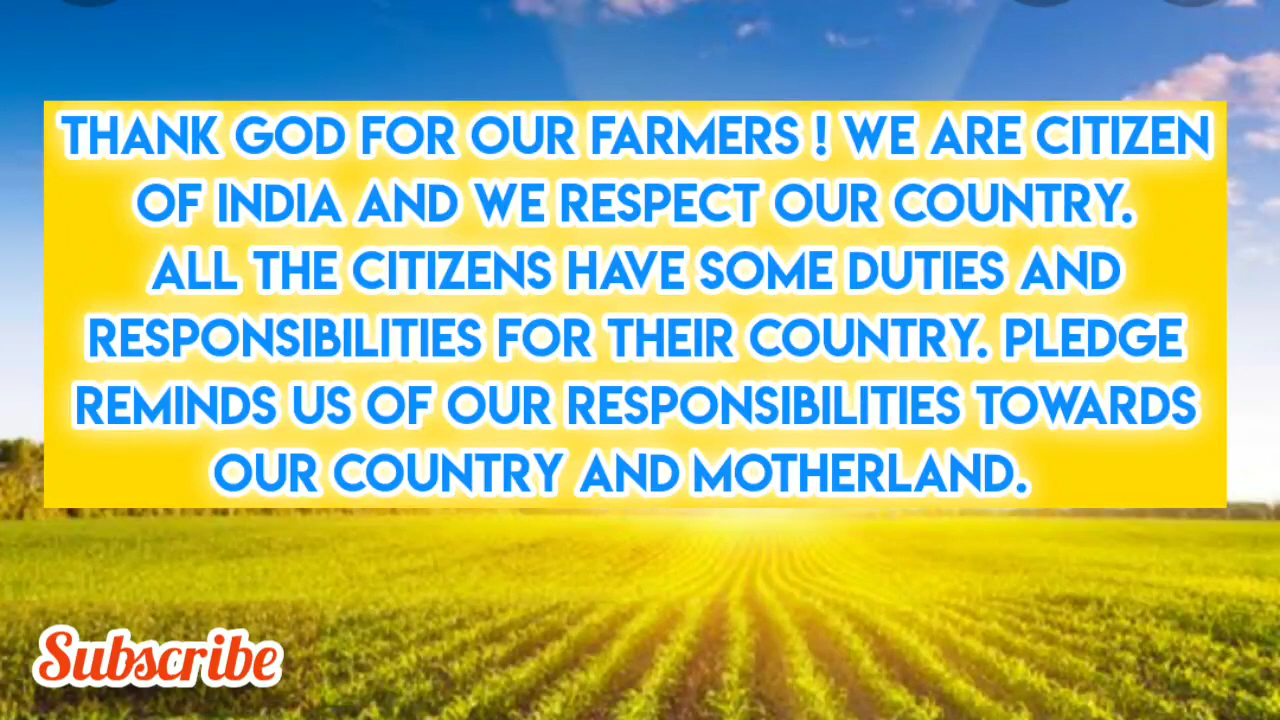 THANK GOD FOR OUR FARMERS ! WE ARE CITIZEN
OF INDIA AND WE RESPECT OUR COUNTRY.
ALL THE CITIZENS HAVE SOME DUTIES AND
RESPONSIBILITIES FOR THEIR COUNTRY. PLEDGE
REMINDS US OF OUR RESPONSIBILITIES TOWARDS
OUR COUNTRY AND MOTHERLAND.
Subscribe